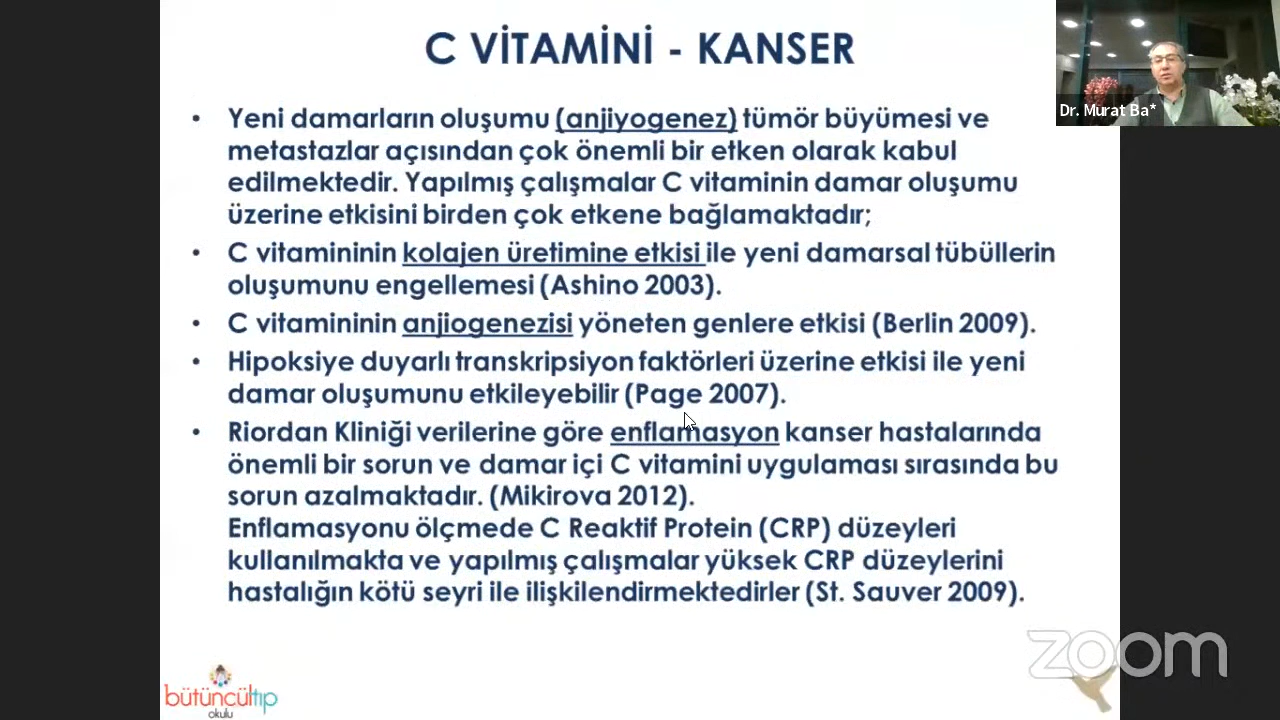 C VİTAMİNİ - KANSER
Dr. Murat Ba*
• Yeni damarların oluşumu (anjiyogenez) tümör büyümesi ve
metastazlar açısından çok önemli bir etken olarak kabul
edilmektedir. Yapılmış çalışmalar C vitaminin damar oluşumu
üzerine etkisini birden çok etkene bağlamaktadır;
• C vitamininin kolajen üretimine etkisi ile yeni damarsal tübüllerin
oluşumunu engellemesi (Ashino 2003).
• C vitamininin anjiogenezisi yöneten genlere etkisi (Berlin 2009).
• Hipoksiye duyarlı transkripsiyon faktörleri üzerine etkisi ile yeni
damar oluşumunu etkileyebilir (Page 2007).
• Riordan Kliniği verilerine göre enflamasyon kanser hastalarında
önemli bir sorun ve damar içi C vitamini uygulaması sırasında bu
sorun azalmaktadır. (Mikirova 2012).
Enflamasyonu ölçmede C Reaktif Protein (CRP) düzeyleri
kullanılmakta ve yapılmış çalışmalar yüksek CRP düzeylerini
hastalığın kötü seyri ile ilişkilendirmektedirler (St. Sauver 2009).
zoom
bütüncültıp
okulu